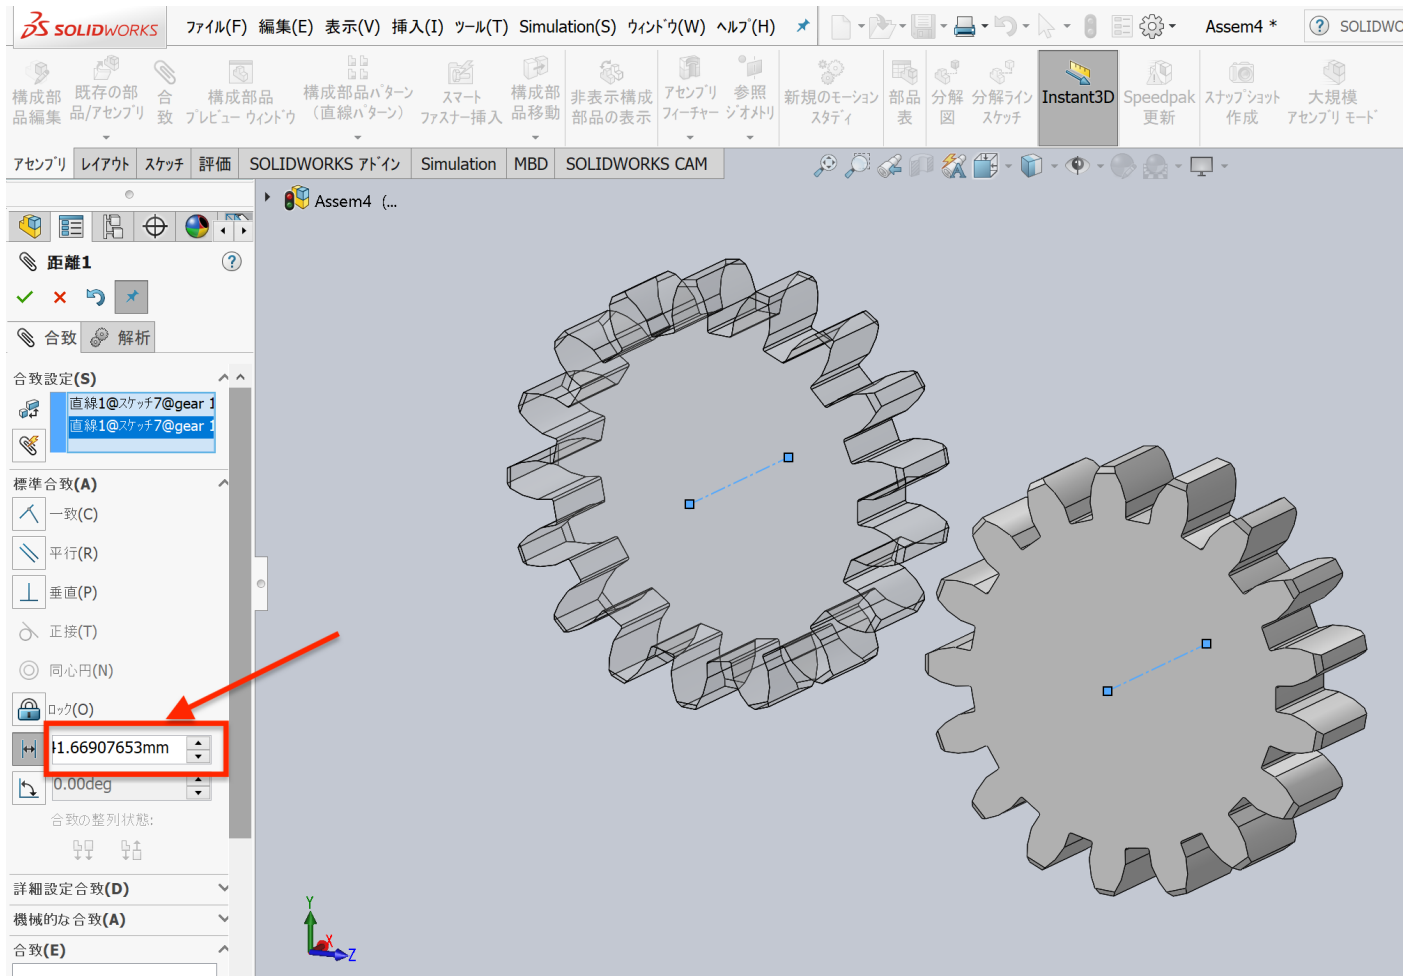 SOLIDWORKS ファイル(F) 編集(E) 表示(V) 挿入(I) ツール(T) Simulation(S) ウィンドウ(W) ヘルプ(H) Assem4 * SOLIDWO
構成部品編集
既存の部品/アセンブリ
合致
構成部品プレビュー ウィンドウ
構成部品パターン(直線パターン)
スマートファスナー挿入
構成部品移動
非表示構成部品の表示
アセンブリフィーチャー
参照ジオメトリ
新規のモーションスタディ
部品表
分解図
分解ラインスケッチ
Instant3D
Speedpak更新
スナップショット作成
大規模アセンブリ モード
アセンブリ レイアウト スケッチ 評価 SOLIDWORKS アドイン Simulation MBD SOLIDWORKS CAM
Assem4 (...
距離1
合致 解析
合致設定(S)
直線1@スケッチ7@gear 1
直線1@スケッチ7@gear 1
標準合致(A)
一致(C)
平行(R)
垂直(P)
正接(T)
同心円(N)
ロック(O)
1.66907653mm
0.00deg
合致の整列状態:
詳細設定合致(D)
機械的な合致(A)
合致(E)
Y
X
Z